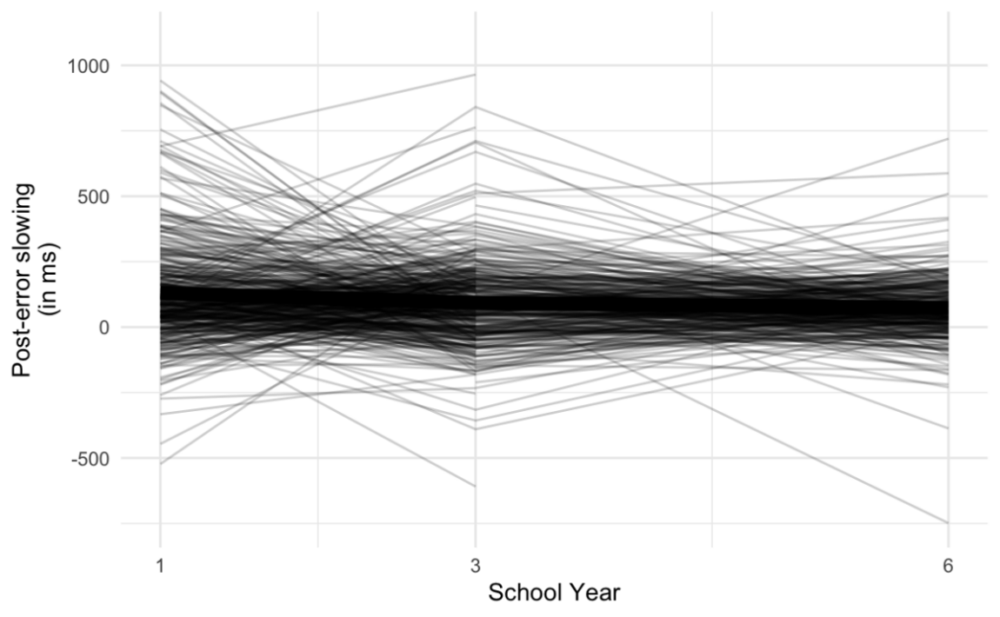 1000
500
0
-500
Post-error slowing
(in ms)
1
3
6
School Year